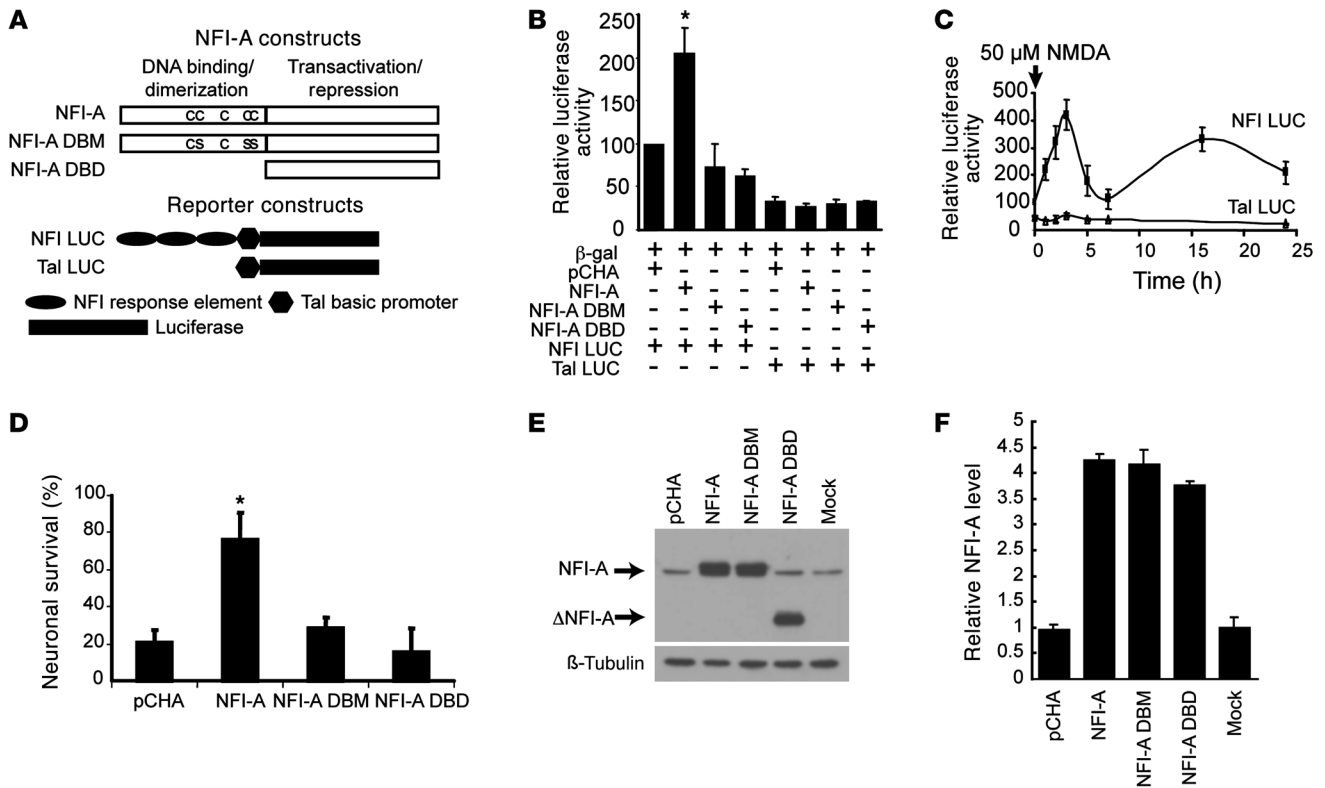 A
NFI-A constructs
DNA binding/ Transactivation/
dimerization repression
NFI-A CC C CC
NFI-A DBM CS C SS
NFI-A DBD
Reporter constructs
NFI LUC
Tal LUC
NFI response element Tal basic promoter
Luciferase
B
Relative luciferase
activity
250
200
150
100
50
0
*
β-gal + + + + + + + +
pCHA + - - - + - - -
NFI-A - + - - - + - -
NFI-A DBM - - + - - - + -
NFI-A DBD - - - + - - - +
NFI LUC + + + + - - - -
Tal LUC - - - - + + + +
C
50 µM NMDA
Relative luciferase
activity
500
400
300
200
100
0
NFI LUC
Tal LUC
0 5 10 15 20 25
Time (h)
D
Neuronal survival (%)
100
80
60
40
20
0
*
pCHA NFI-A NFI-A DBM NFI-A DBD
E
pCHA
NFI-A
NFI-A DBM
NFI-A DBD
Mock
NFI-A
ΔNFI-A
ß-Tubulin
F
Relative NFI-A level
5
4.5
4
3.5
3
2.5
2
1.5
1
0.5
0
pCHA
NFI-A
NFI-A DBM
NFI-A DBD
Mock